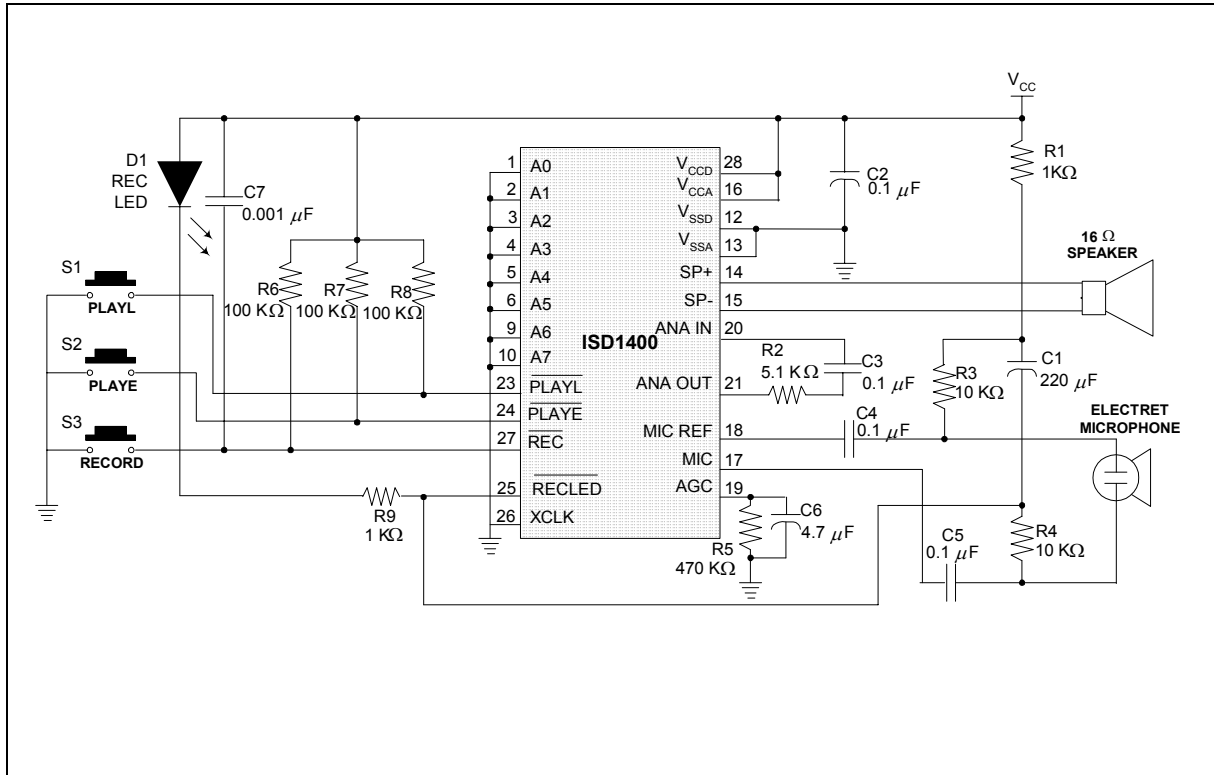 V_CC
D1
REC
LED
C7
0.001 μF
R6
100 KΩ
R7
100 KΩ
R8
100 KΩ
S1
PLAYL
S2
PLAYE
S3
RECORD
R9
1 KΩ
1 A0
2 A1
3 A2
4 A3
5 A4
6 A5
9 A6
10 A7
23 PLAYL
24 PLAYE
27 REC
25 RECLED
26 XCLK
ISD1400
V_CCD 28
V_CCA 16
V_SSD 12
V_SSA 13
SP+ 14
SP- 15
ANA IN 20
ANA OUT 21
MIC REF 18
MIC 17
AGC 19
C2
0.1 μF
R1
1KΩ
16 Ω
SPEAKER
R2
5.1 KΩ
C3
0.1 μF
R3
10 KΩ
C1
220 μF
C4
0.1 μF
ELECTRET
MICROPHONE
C6
4.7 μF
R5
470 KΩ
C5
0.1 μF
R4
10 KΩ